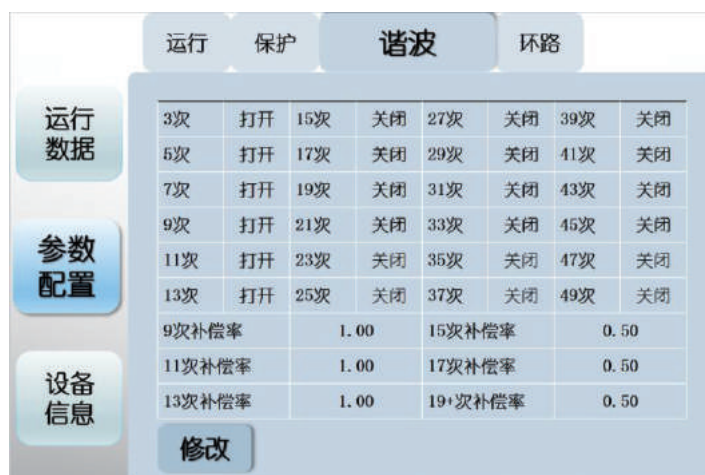 运行 保护 谐波 环路
运行
数据
参数
配置
设备
信息
3次 打开 15次 关闭 27次 关闭 39次 关闭
5次 打开 17次 关闭 29次 关闭 41次 关闭
7次 打开 19次 关闭 31次 关闭 43次 关闭
9次 打开 21次 关闭 33次 关闭 45次 关闭
11次 打开 23次 关闭 35次 关闭 47次 关闭
13次 打开 25次 关闭 37次 关闭 49次 关闭
9次补偿率 1.00 15次补偿率 0.50
11次补偿率 1.00 17次补偿率 0.50
13次补偿率 1.00 19+次补偿率 0.50
修改